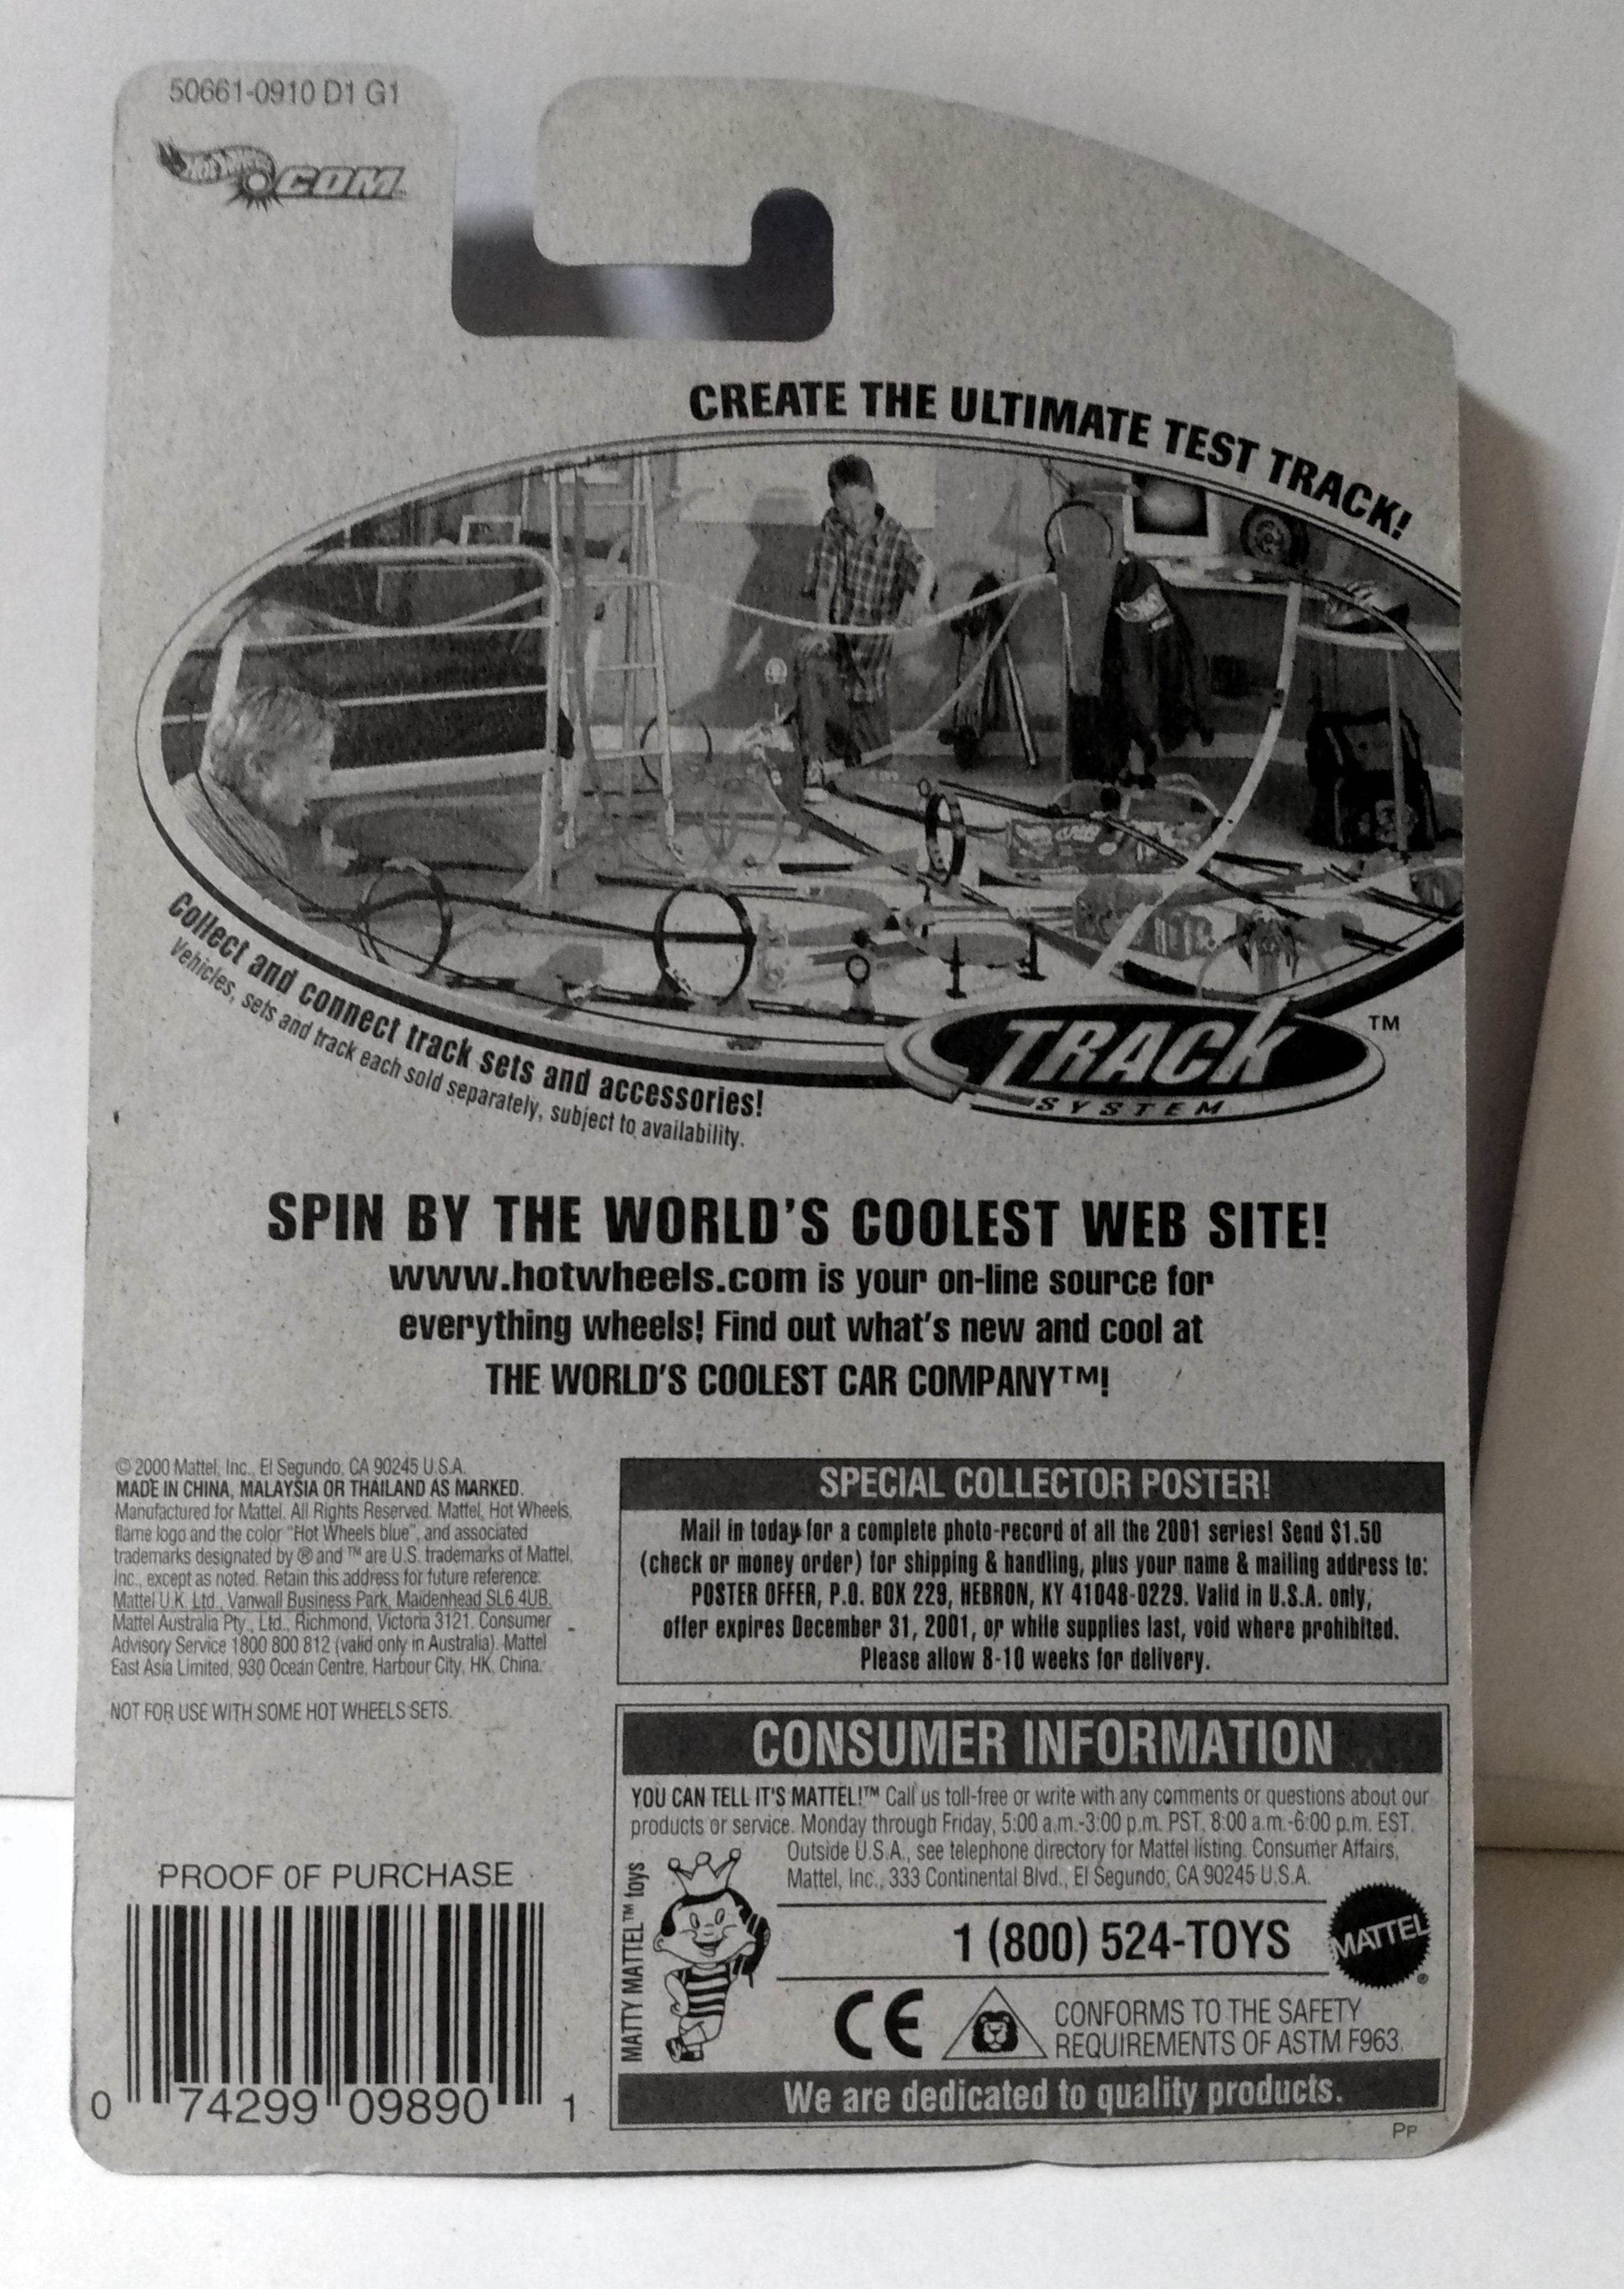 50661-0910 D1 G1
Hot Wheels .COM
CREATE THE ULTIMATE TEST TRACK!
Collect and connect track sets and accessories!
Vehicles, sets and track each sold separately, subject to availability.
TRACK ™
SYSTEM
SPIN BY THE WORLD'S COOLEST WEB SITE!
www.hotwheels.com is your on-line source for
everything wheels! Find out what's new and cool at
THE WORLD'S COOLEST CAR COMPANY™!
© 2000 Mattel, Inc., El Segundo, CA 90245 U.S.A.
MADE IN CHINA, MALAYSIA OR THAILAND AS MARKED.
Manufactured for Mattel. All Rights Reserved. Mattel, Hot Wheels,
flame logo and the color "Hot Wheels blue", and associated
trademarks designated by ® and ™ are U.S. trademarks of Mattel,
Inc., except as noted. Retain this address for future reference:
Mattel U.K. Ltd., Vanwall Business Park, Maidenhead SL6 4UB.
Mattel Australia Pty., Ltd., Richmond, Victoria 3121. Consumer
Advisory Service 1800 800 812 (valid only in Australia). Mattel
East Asia Limited, 930 Ocean Centre, Harbour City, HK, China.
NOT FOR USE WITH SOME HOT WHEELS SETS.
SPECIAL COLLECTOR POSTER!
Mail in today for a complete photo-record of all the 2001 series! Send $1.50
(check or money order) for shipping & handling, plus your name & mailing address to:
POSTER OFFER, P.O. BOX 229, HEBRON, KY 41048-0229. Valid in U.S.A. only,
offer expires December 31, 2001, or while supplies last, void where prohibited.
Please allow 8-10 weeks for delivery.
CONSUMER INFORMATION
YOU CAN TELL IT'S MATTEL!™ Call us toll-free or write with any comments or questions about our
products or service. Monday through Friday, 5:00 a.m.-3:00 p.m. PST, 8:00 a.m.-6:00 p.m. EST.
Outside U.S.A., see telephone directory for Mattel listing. Consumer Affairs,
Mattel, Inc., 333 Continental Blvd., El Segundo, CA 90245 U.S.A.
MATTY MATTEL™ toys
1 (800) 524-TOYS
MATTEL ®
CE
CONFORMS TO THE SAFETY
REQUIREMENTS OF ASTM F963.
We are dedicated to quality products.
PP
PROOF OF PURCHASE
0 74299 09890 1